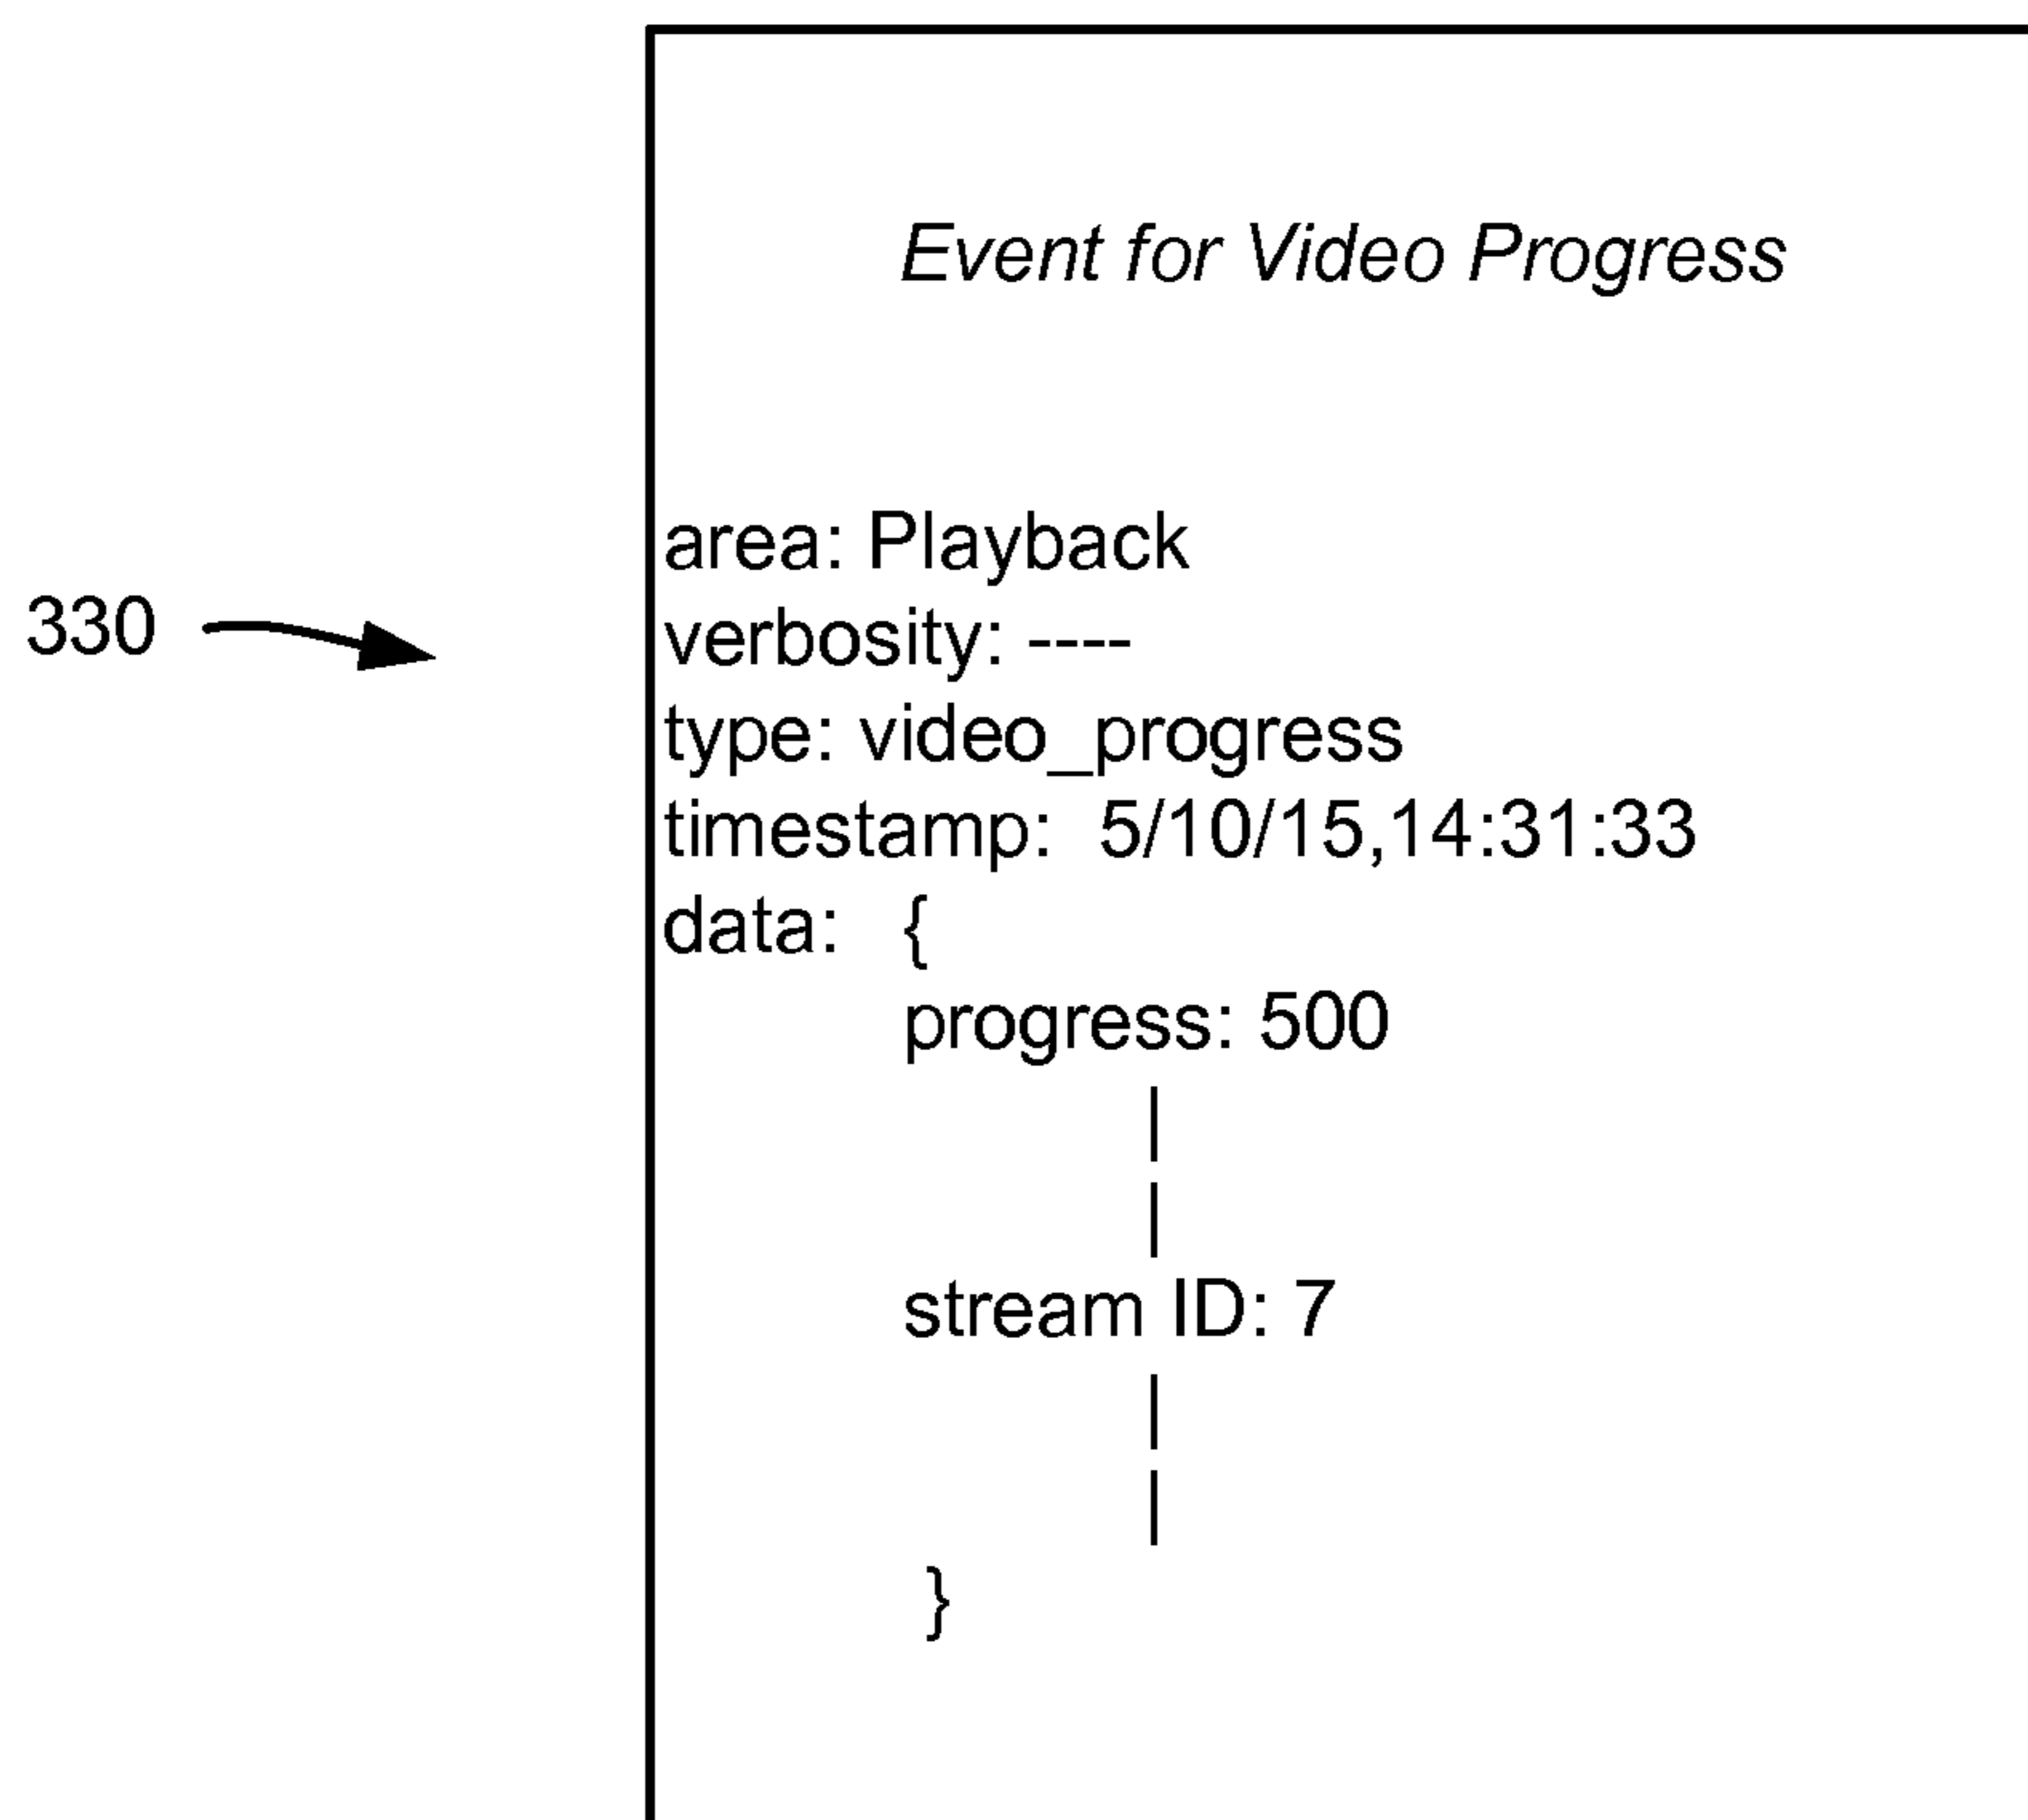 Event for Video Progress
330
area: Playback
verbosity: ----
type: video_progress
timestamp: 5/10/15,14:31:33
data: {
progress: 500
|
|
stream ID: 7
|
|
}